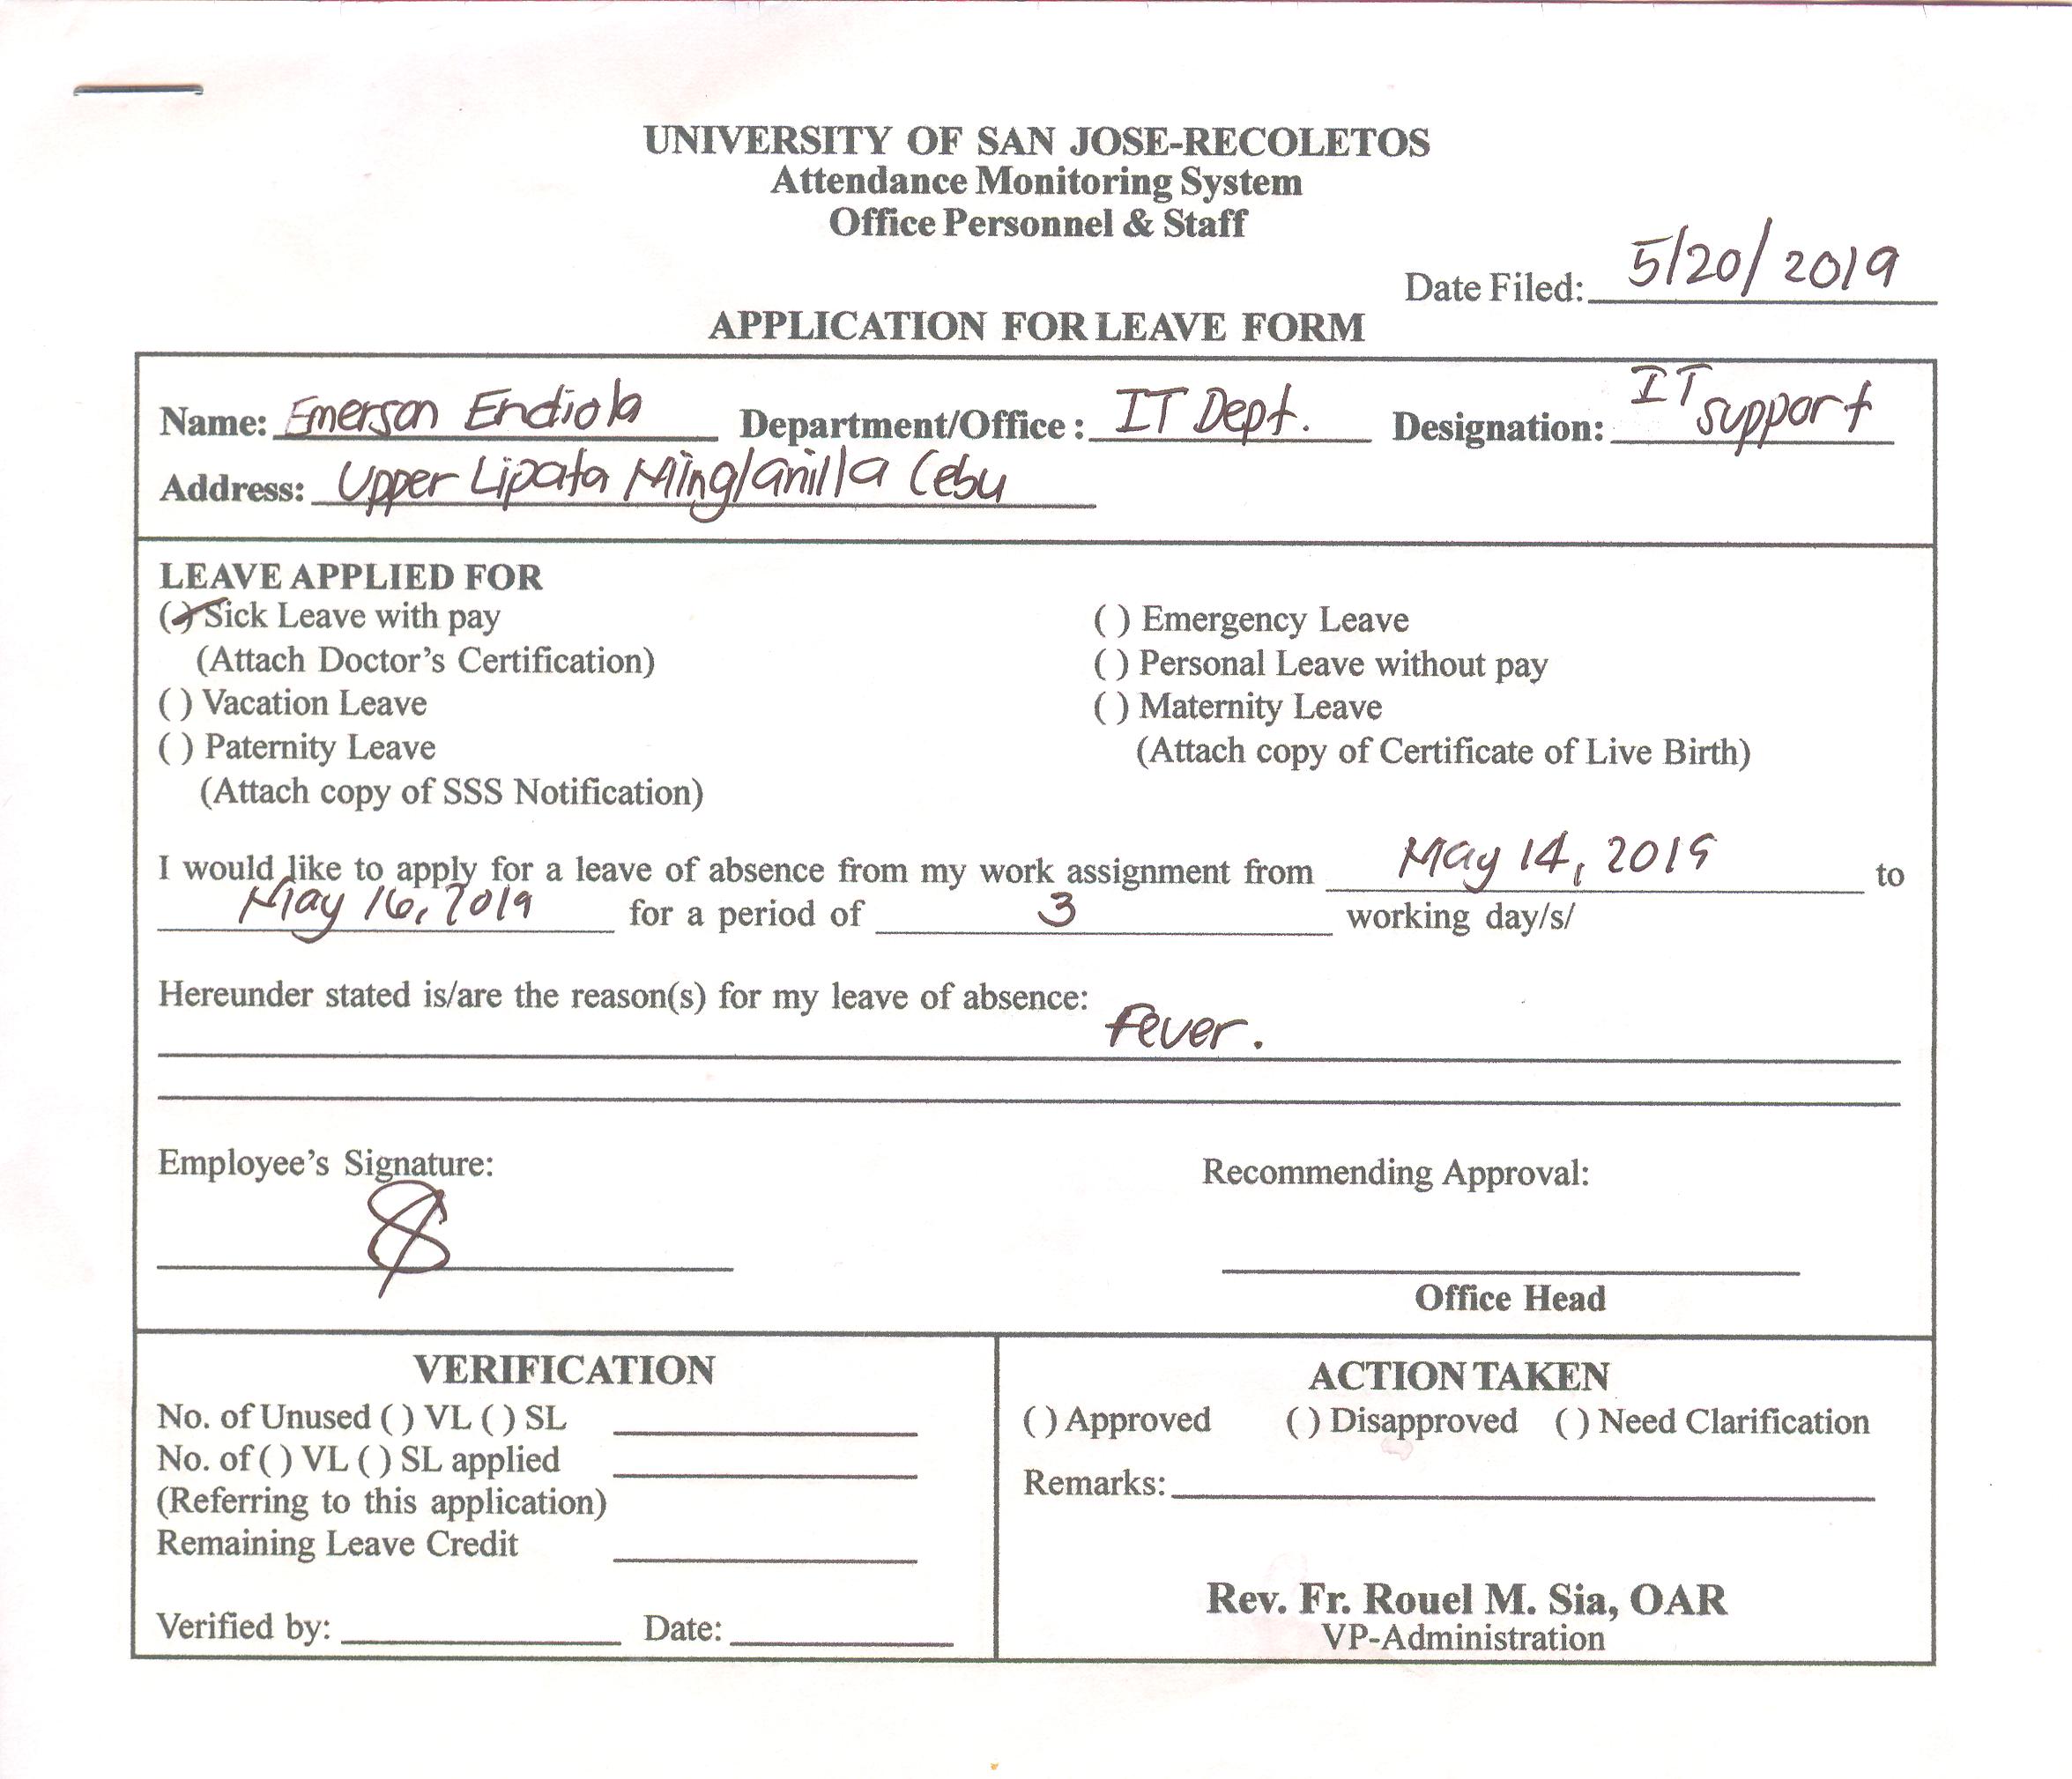 UNIVERSITY OF SAN JOSE-RECOLETOS
Attendance Monitoring System
Office Personnel & Staff
Date Filed: 5/20/2019
APPLICATION FOR LEAVE FORM
Name: Emerson Endiola Department/Office : IT Dept. Designation: IT support
Address: Upper Lipata Minglanilla Cebu
LEAVE APPLIED FOR
(✓) Sick Leave with pay ( ) Emergency Leave
(Attach Doctor's Certification) ( ) Personal Leave without pay
( ) Vacation Leave ( ) Maternity Leave
( ) Paternity Leave (Attach copy of Certificate of Live Birth)
(Attach copy of SSS Notification)
I would like to apply for a leave of absence from my work assignment from May 14, 2019 to
May 16, 2019 for a period of 3 working day/s/
Hereunder stated is/are the reason(s) for my leave of absence:
Fever.
Employee's Signature: Recommending Approval:
Office Head
VERIFICATION ACTION TAKEN
No. of Unused ( ) VL ( ) SL ( ) Approved ( ) Disapproved ( ) Need Clarification
No. of ( ) VL ( ) SL applied
(Referring to this application) Remarks:
Remaining Leave Credit
Rev. Fr. Rouel M. Sia, OAR
Verified by: Date: VP-Administration